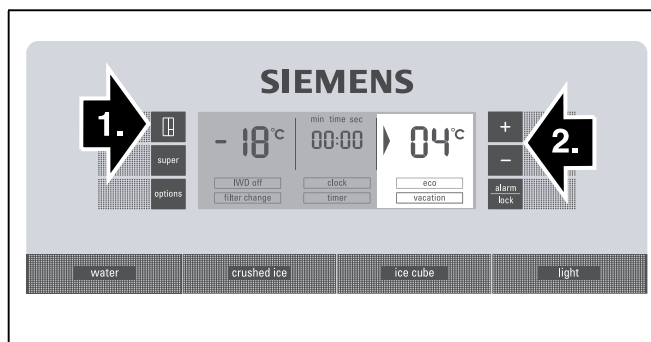 SIEMENS
1.
super
options
- 18°C
min time sec
00:00
04°C
IWD off
clock
eco
filter change
timer
vacation
+
-
alarm
lock
2.
water
crushed ice
ice cube
light